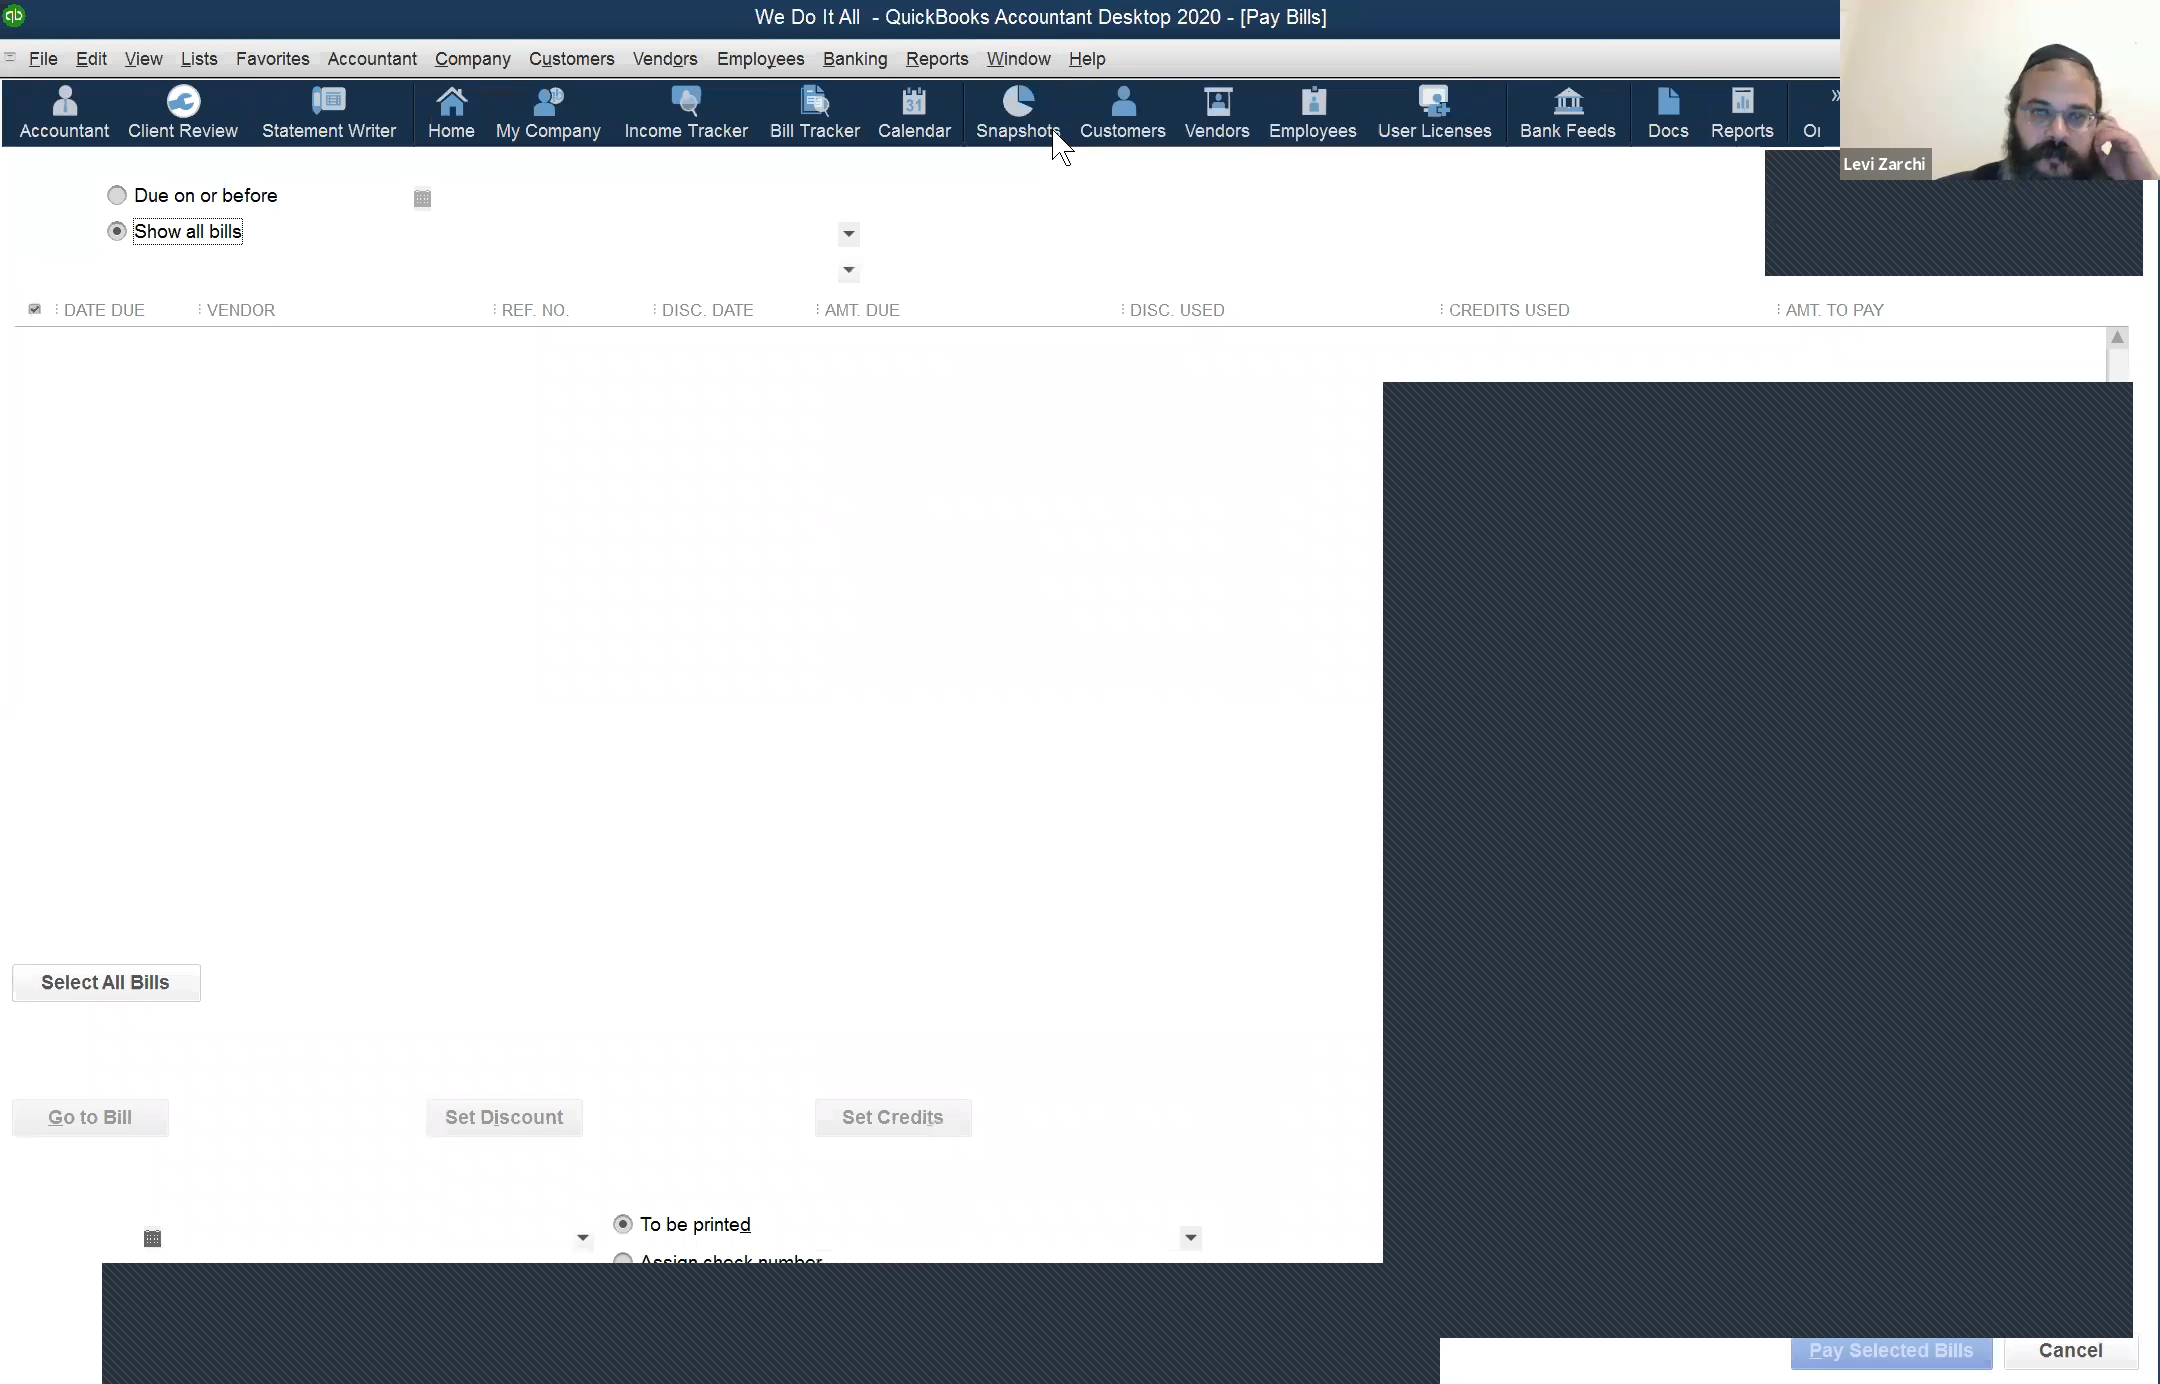 We Do It All - QuickBooks Accountant Desktop 2020 - [Pay Bills]
File Edit View Lists Favorites Accountant Company Customers Vendors Employees Banking Reports Window Help
Accountant Client Review Statement Writer Home My Company Income Tracker Bill Tracker Calendar Snapshots Customers Vendors Employees User Licenses Bank Feeds Docs Reports
31
Levi Zarchi
Due on or before
Show all bills
DATE DUE VENDOR REF. NO. DISC. DATE AMT. DUE DISC. USED CREDITS USED AMT. TO PAY
Select All Bills
Go to Bill Set Discount Set Credits
To be printed
Assign check number
Pay Selected Bills Cancel